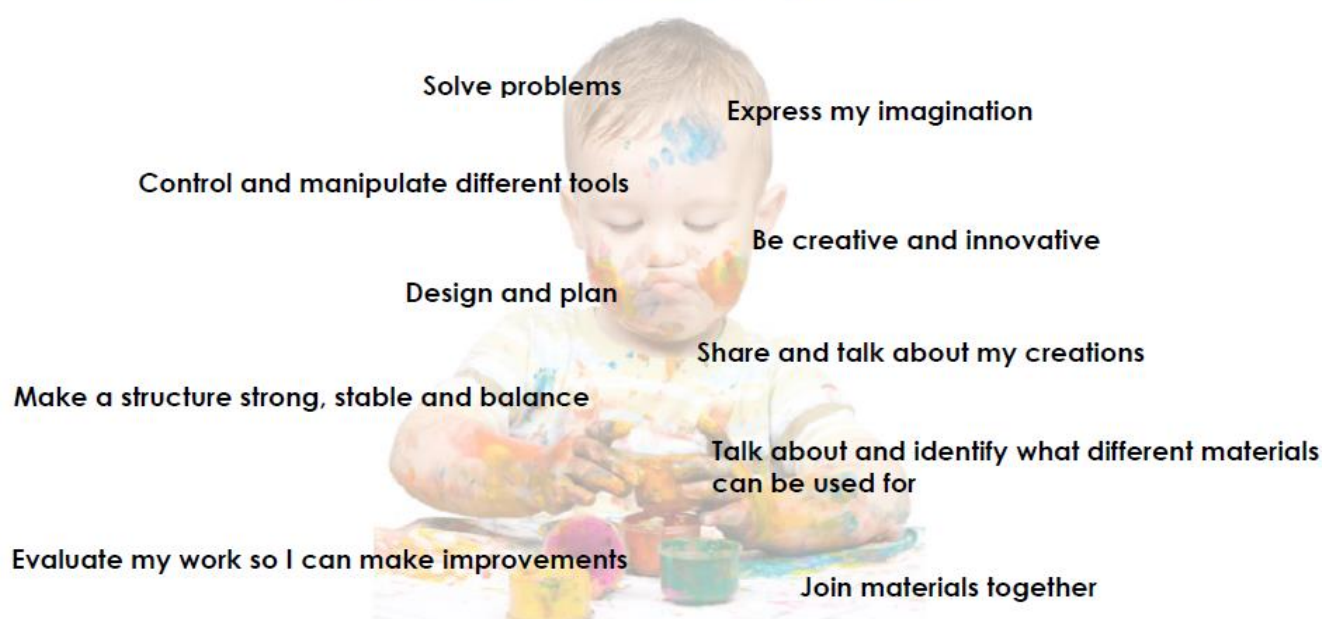 Solve problems
Express my imagination
Control and manipulate different tools
Be creative and innovative
Design and plan
Share and talk about my creations
Make a structure strong, stable and balance
Talk about and identify what different materials
can be used for
Evaluate my work so I can make improvements
Join materials together